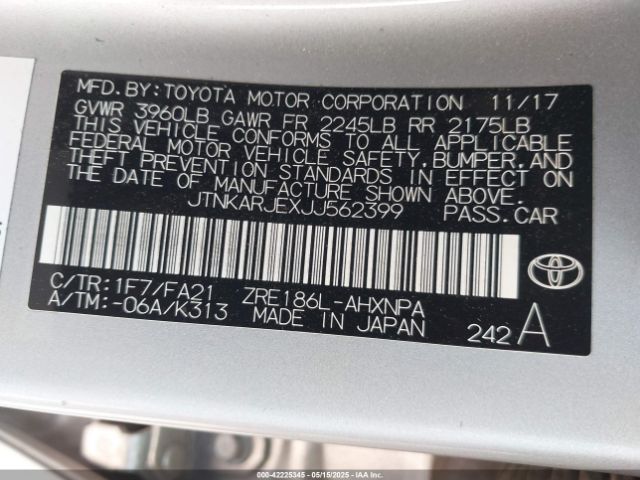 MFD.BY:TOYOTA MOTOR CORPORATION 11/17
GVWR 3960LB GAWR FR 2245LB RR 2175LB
THIS VEHICLE CONFORMS TO ALL APPLICABLE
FEDERAL MOTOR VEHICLE SAFETY,BUMPER,AND
THEFT PREVENTION STANDARDS IN EFFECT ON
THE DATE OF MANUFACTURE SHOWN ABOVE.
JTNKARJEXJJ562399 PASS.CAR
C/TR:1F7/FA21 ZRE186L-AHXNPA
A/TM:-06A/K313 MADE IN JAPAN 242 A
000-42225345 - 05/15/2025 - IAAI.COM